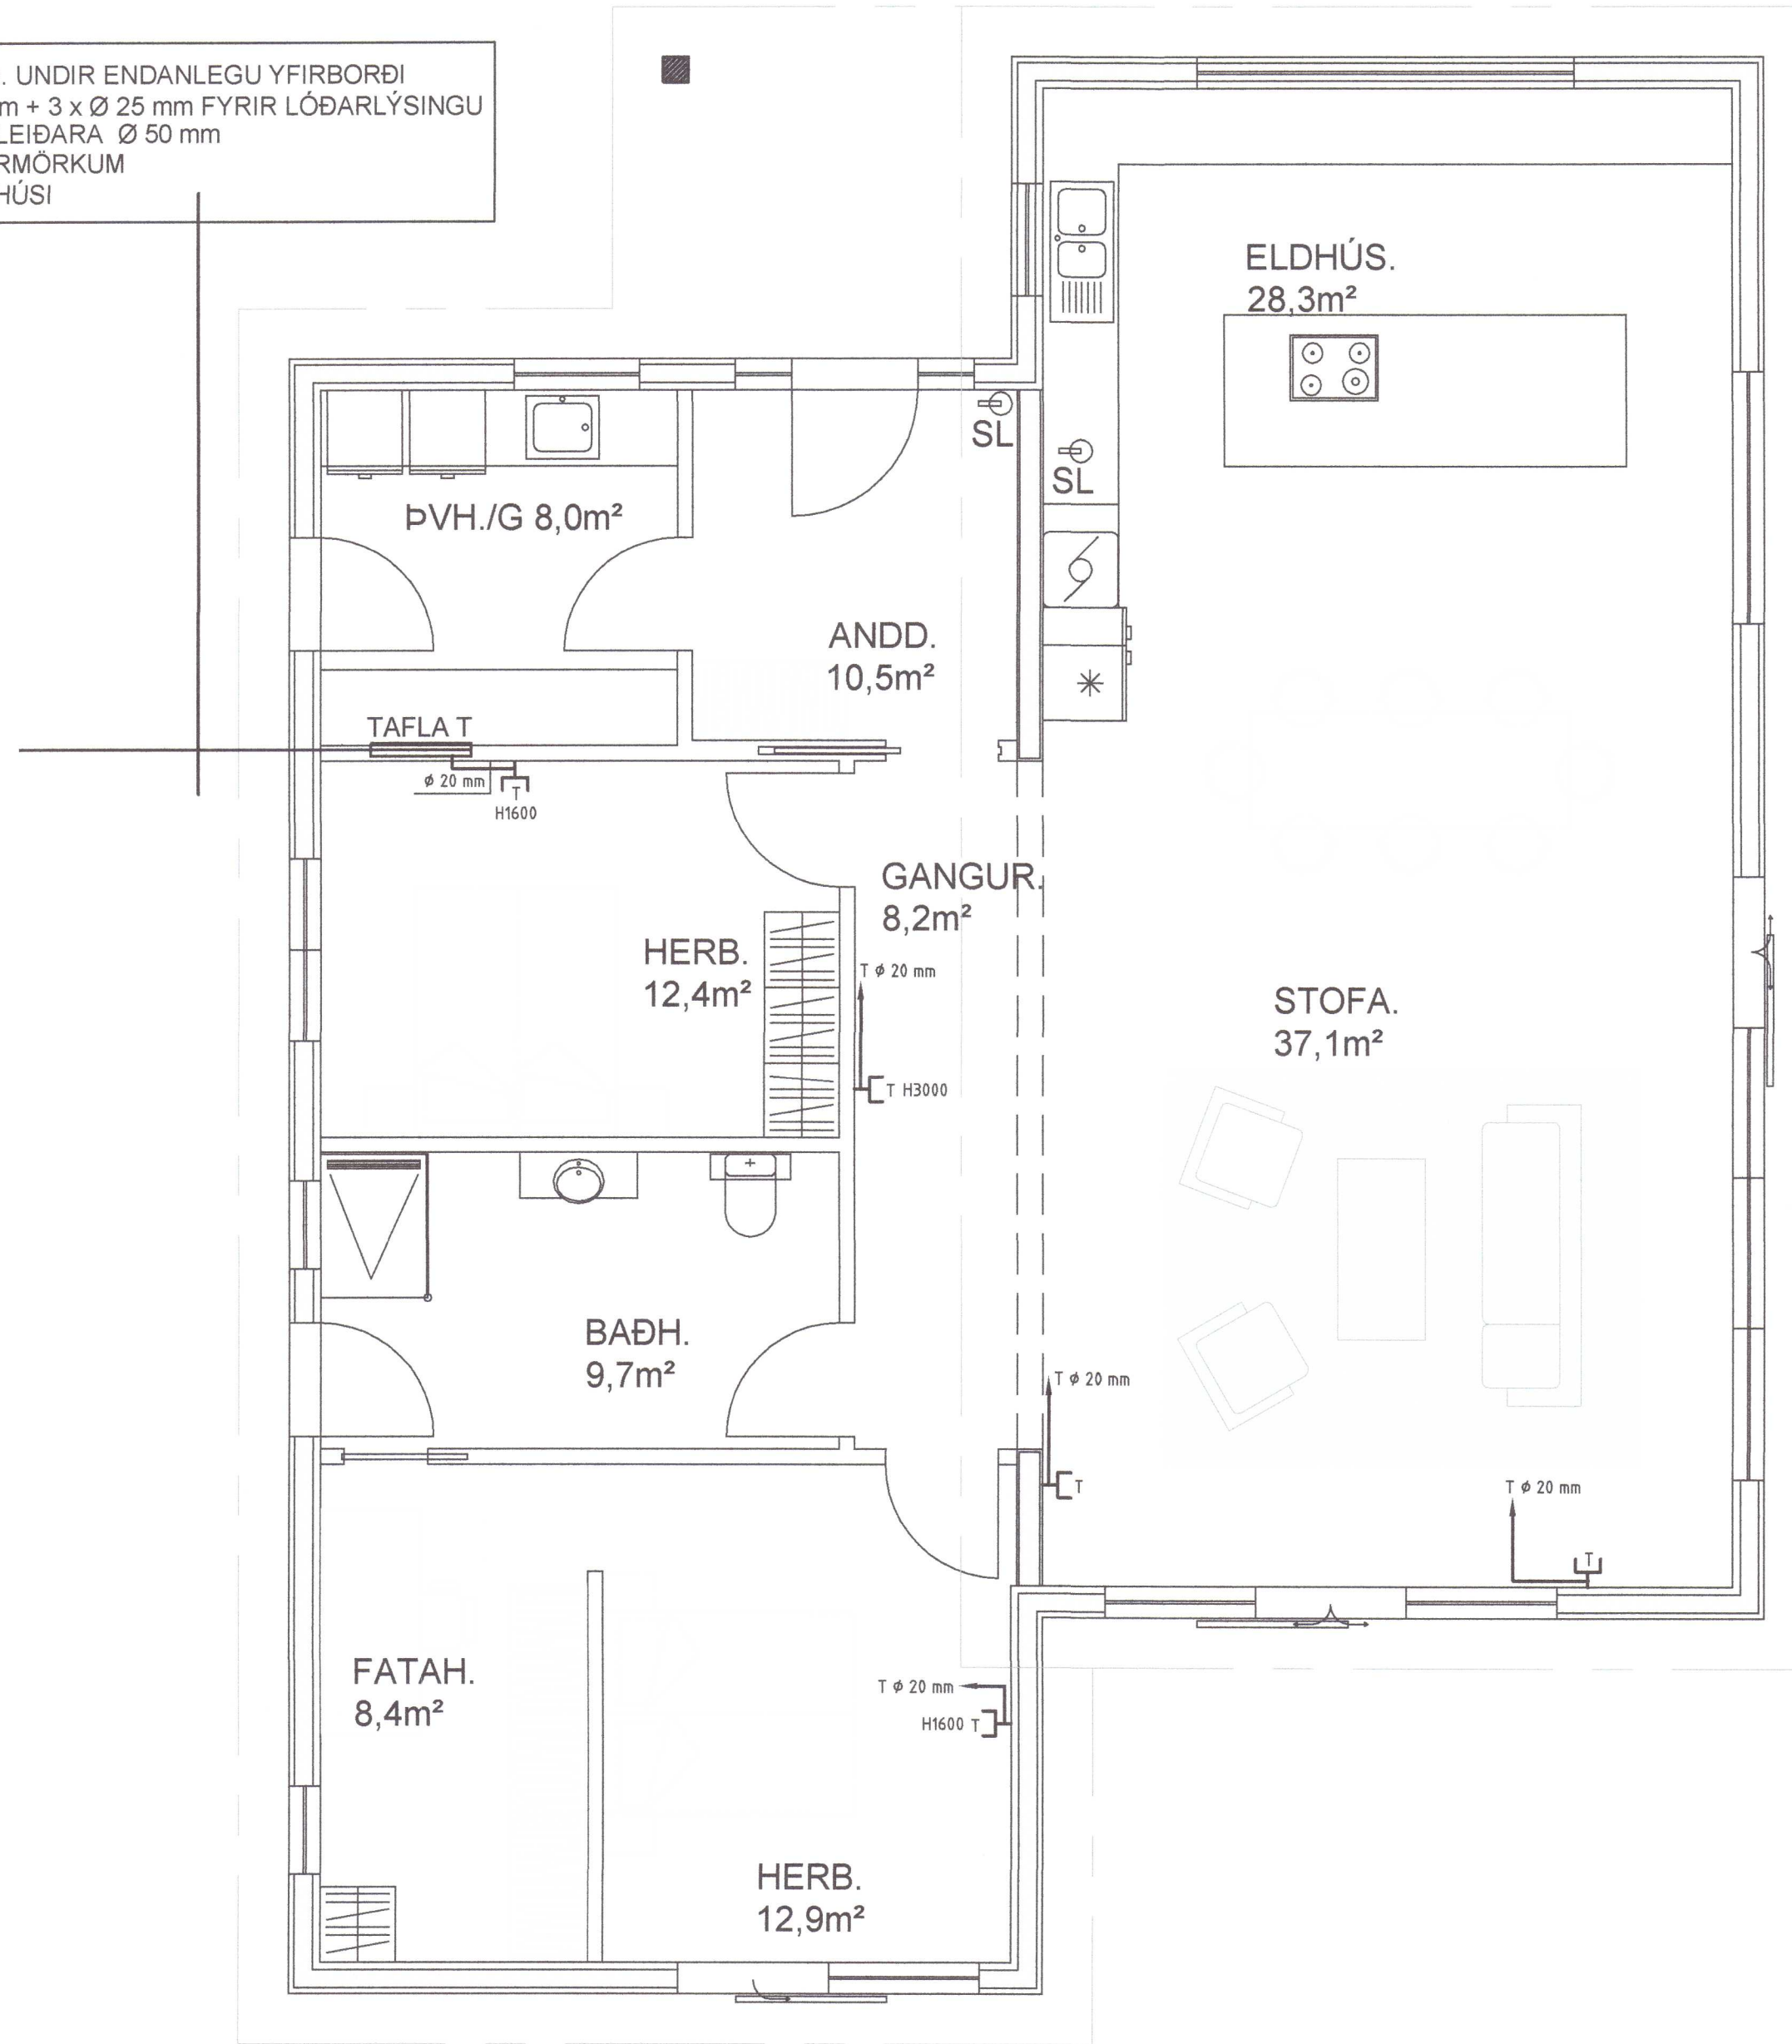 . UNDIR ENDANLEGU YFIRBORÐI
m + 3 x Ø 25 mm FYRIR LÓÐARLÝSINGU
LEIÐARA Ø 50 mm
RMÖRKUM
HÚSI
ELDHÚS.
28,3m²
SL
SL
ÞVH./G 8,0m²
ANDD.
10,5m²
TAFLA T
ø 20 mm
T
H1600
GANGUR.
8,2m²
HERB.
12,4m²
T ø 20 mm
T H3000
STOFA.
37,1m²
BAÐH.
9,7m²
T ø 20 mm
T
T ø 20 mm
T
FATAH.
8,4m²
T ø 20 mm
H1600 T
HERB.
12,9m²